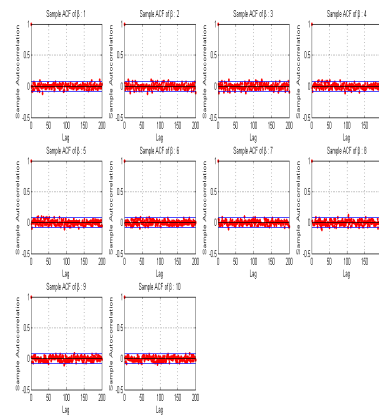 Sample ACF of β : 1
Sample ACF of β : 2
Sample ACF of β : 3
Sample ACF of β : 4
Sample Autocorrelation
1
0.5
0
-0.5
0 50 100 150 200
Lag
Sample Autocorrelation
1
0.5
0
-0.5
0 50 100 150 200
Lag
Sample Autocorrelation
1
0.5
0
-0.5
0 50 100 150 200
Lag
Sample Autocorrelation
1
0.5
0
-0.5
0 50 100 150
Lag
Sample ACF of β : 5
Sample ACF of β : 6
Sample ACF of β : 7
Sample ACF of β : 8
Sample Autocorrelation
1
0.5
0
-0.5
0 50 100 150 200
Lag
Sample Autocorrelation
1
0.5
0
-0.5
0 50 100 150 200
Lag
Sample Autocorrelation
1
0.5
0
-0.5
0 50 100 150 200
Lag
Sample Autocorrelation
1
0.5
0
-0.5
0 50 100 150 200
Lag
Sample ACF of β : 9
Sample ACF of β : 10
Sample Autocorrelation
1
0.5
0
-0.5
0 50 100 150 200
Lag
Sample Autocorrelation
1
0.5
0
-0.5
0 50 100 150 200
Lag